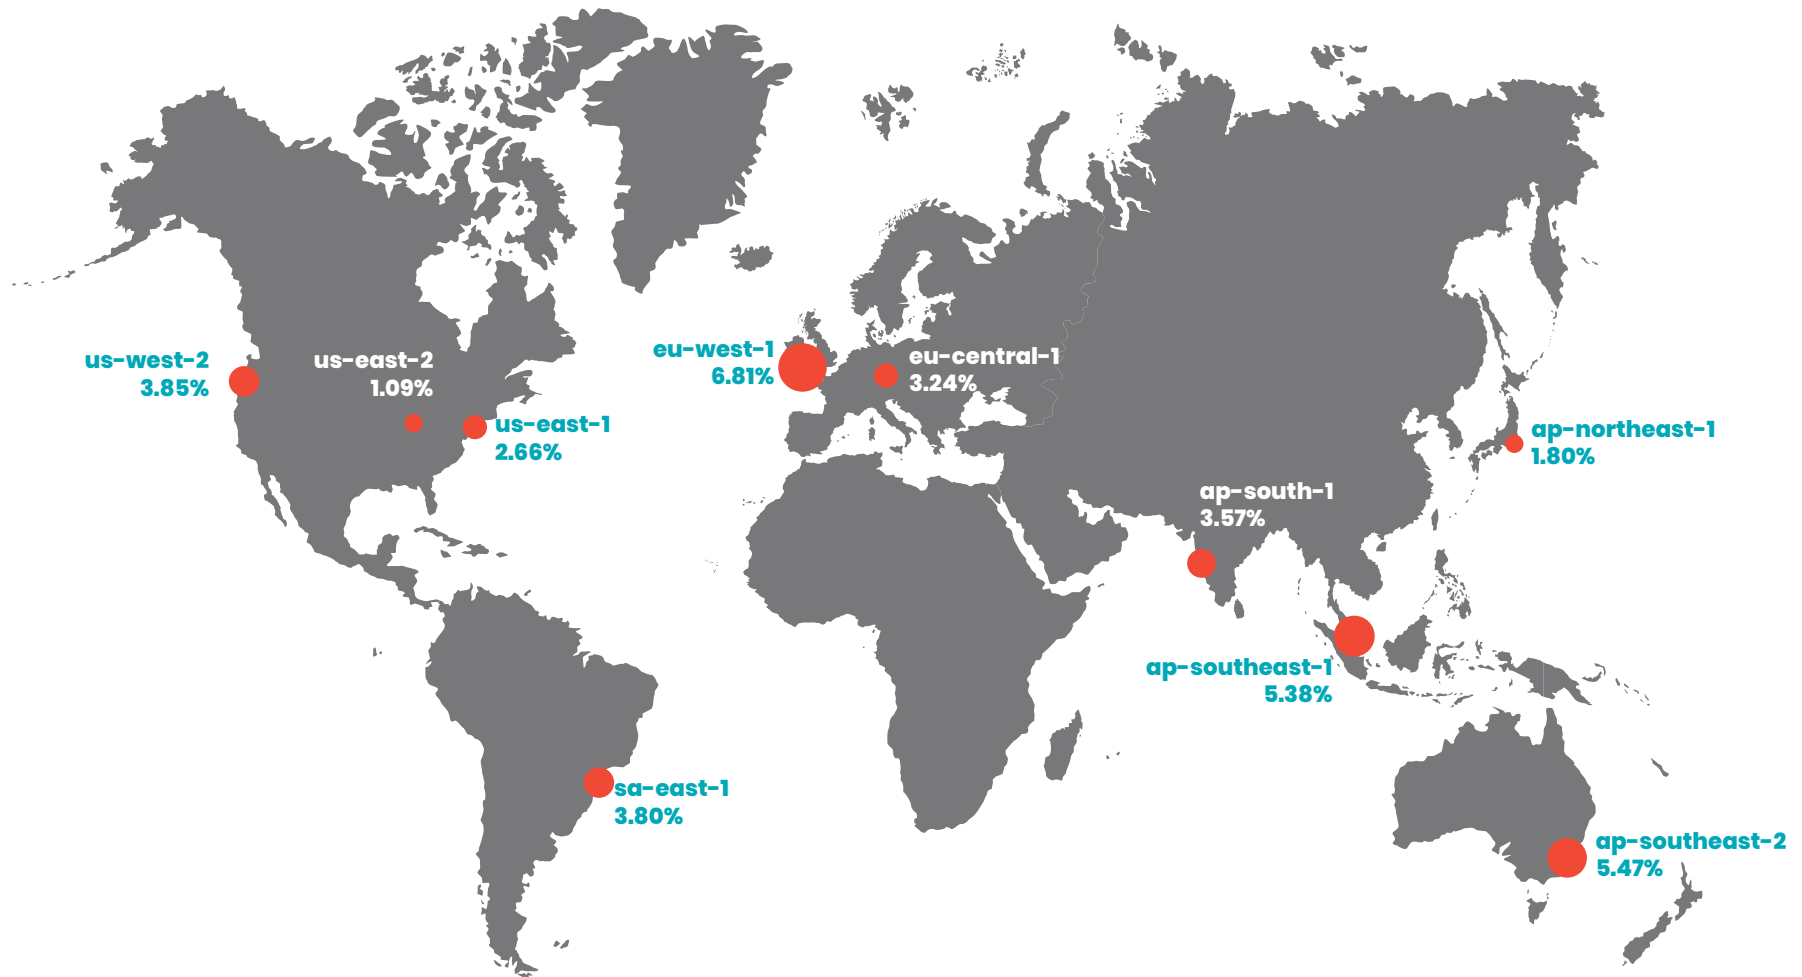 us-west-2
3.85%
us-east-2
1.09%
us-east-1
2.66%
eu-west-1
6.81%
eu-central-1
3.24%
ap-northeast-1
1.80%
ap-south-1
3.57%
ap-southeast-1
5.38%
sa-east-1
3.80%
ap-southeast-2
5.47%